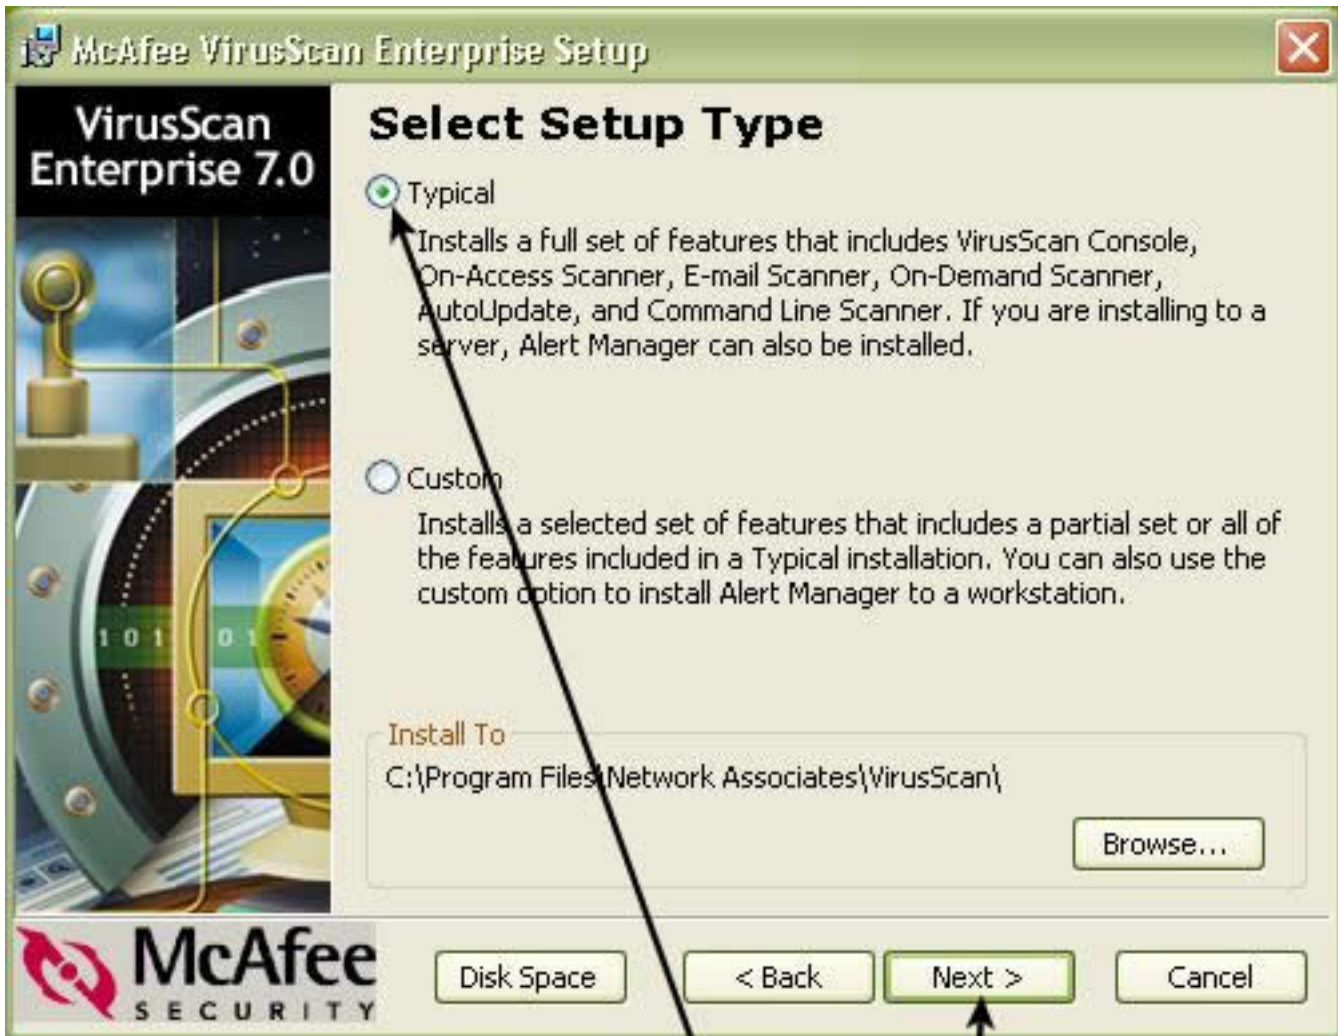 McAfee VirusScan Enterprise Setup
VirusScan
Enterprise 7.0
Select Setup Type
Typical
Installs a full set of features that includes VirusScan Console,
On-Access Scanner, E-mail Scanner, On-Demand Scanner,
AutoUpdate, and Command Line Scanner. If you are installing to a
server, Alert Manager can also be installed.
Custom
Installs a selected set of features that includes a partial set or all of
the features included in a Typical installation. You can also use the
custom option to install Alert Manager to a workstation.
1 0 1 0 1
Install To
C:\Program Files\Network Associates\VirusScan\
Browse...
McAfee
SECURITY
Disk Space
< Back
Next >
Cancel